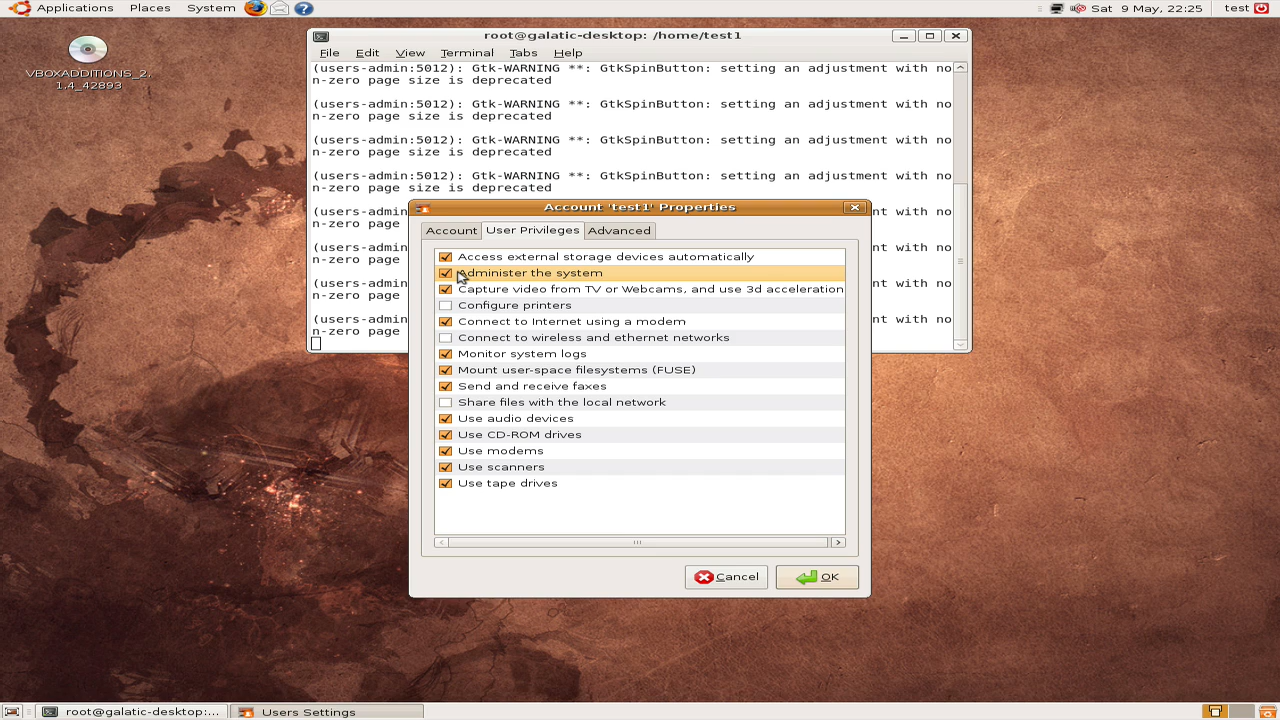 Applications Places System Sat 9 May, 22:25 test
VBOXADDITIONS_2.
1.4_42893
root@galatic-desktop: /home/test1
File Edit View Terminal Tabs Help
(users-admin:5012): Gtk-WARNING **: GtkSpinButton: setting an adjustment with no
n-zero page size is deprecated
(users-admin:5012): Gtk-WARNING **: GtkSpinButton: setting an adjustment with no
n-zero page size is deprecated
(users-admin:5012): Gtk-WARNING **: GtkSpinButton: setting an adjustment with no
n-zero page size is deprecated
(users-admin:5012): Gtk-WARNING **: GtkSpinButton: setting an adjustment with no
n-zero page size is deprecated
(users-admin with no
n-zero page
(users-admin with no
n-zero page
(users-admin with no
n-zero page
(users-admin with no
n-zero page
Account 'test1' Properties
Account User Privileges Advanced
Access external storage devices automatically
Administer the system
Capture video from TV or Webcams, and use 3d acceleration
Configure printers
Connect to Internet using a modem
Connect to wireless and ethernet networks
Monitor system logs
Mount user-space filesystems (FUSE)
Send and receive faxes
Share files with the local network
Use audio devices
Use CD-ROM drives
Use modems
Use scanners
Use tape drives
Cancel OK
root@galatic-desktop:... Users Settings